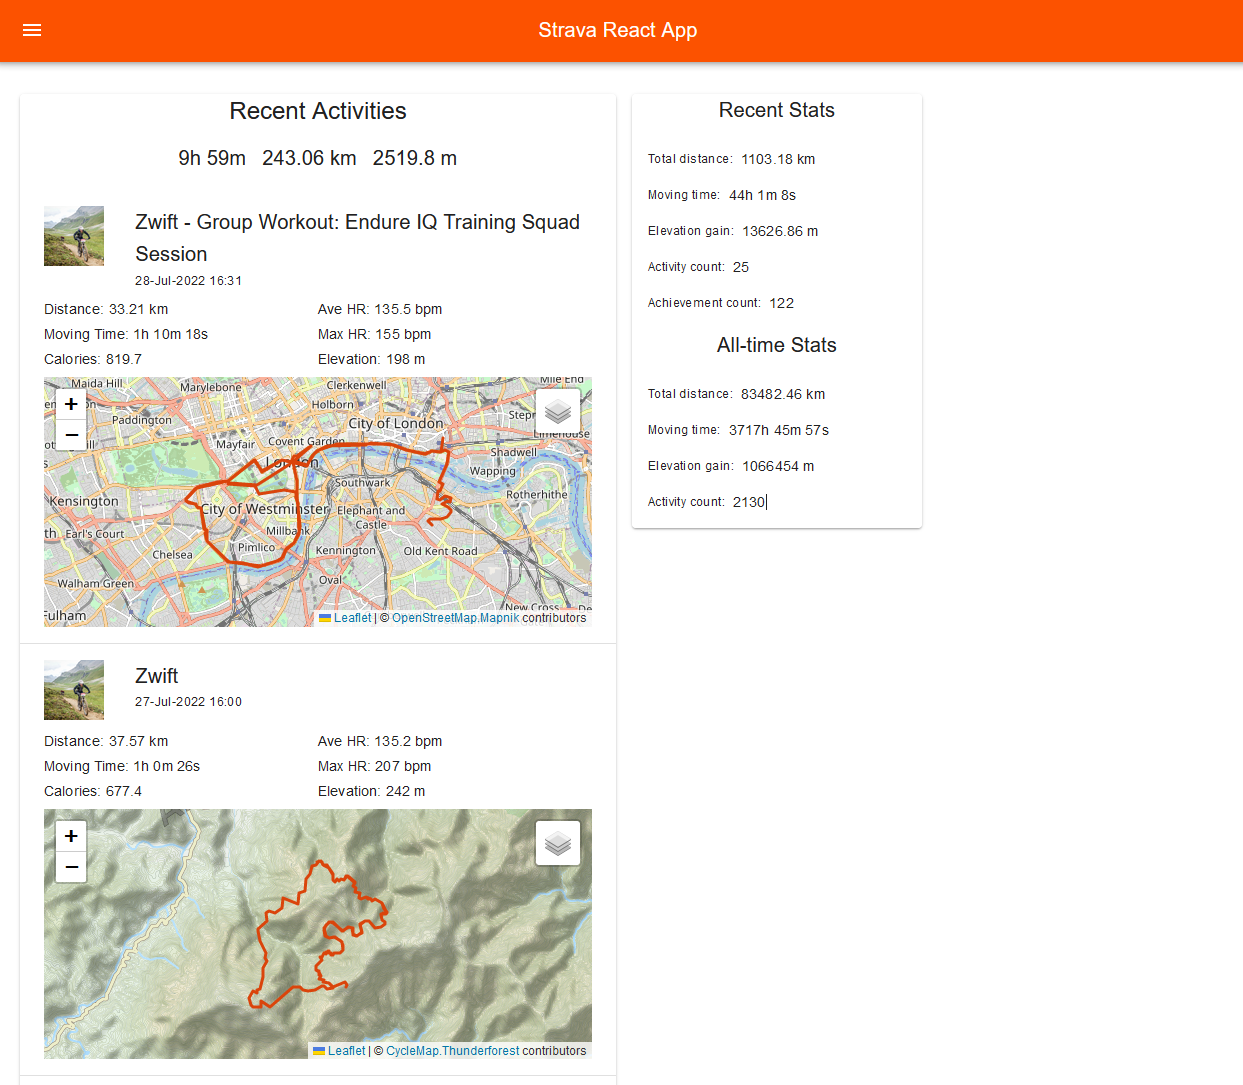 Strava React App
Recent Activities
9h 59m 243.06 km 2519.8 m
Zwift - Group Workout: Endure IQ Training Squad
Session
28-Jul-2022 16:31
Distance: 33.21 km
Ave HR: 135.5 bpm
Moving Time: 1h 10m 18s
Max HR: 155 bpm
Calories: 819.7
Elevation: 198 m
Maida Hill
Marylebone
Clerkenwell
Mile End
+
Holborn
Paddington
City of London
−
Mayfair
Covent Garden
Limehouse
London
Shadwell
Wapping
Southwark
Kensington
Rotherhithe
City of Westminster
Elephant and
Castle
Earl's Court
Millbank
Chelsea
Pimlico
Kennington
Old Kent Road
Walham Green
Oval
New Cross
Fulham
Leaflet | © OpenStreetMap.Mapnik contributors
Zwift
27-Jul-2022 16:00
Distance: 37.57 km
Ave HR: 135.2 bpm
Moving Time: 1h 0m 26s
Max HR: 207 bpm
Calories: 677.4
Elevation: 242 m
+
−
Leaflet | © CycleMap.Thunderforest contributors
Recent Stats
Total distance: 1103.18 km
Moving time: 44h 1m 8s
Elevation gain: 13626.86 m
Activity count: 25
Achievement count: 122
All-time Stats
Total distance: 83482.46 km
Moving time: 3717h 45m 57s
Elevation gain: 1066454 m
Activity count: 2130